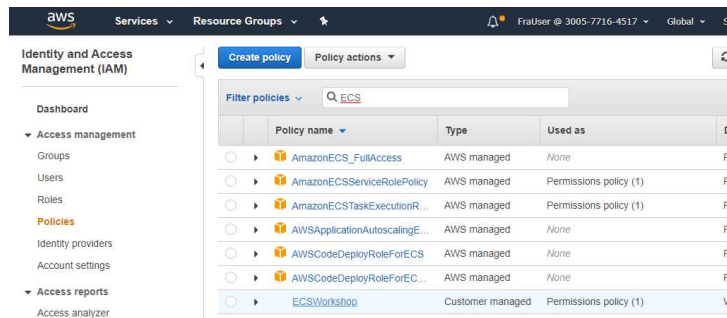 aws Services Resource Groups FraUser @ 3005-7716-4517 Global S
Identity and Access
Management (IAM)
Dashboard
Access management
Groups
Users
Roles
Policies
Identity providers
Account settings
Access reports
Access analyzer
Create policy Policy actions
Filter policies ECS
Policy name Type Used as
AmazonECS_FullAccess AWS managed None
AmazonECSServiceRolePolicy AWS managed Permissions policy (1)
AmazonECSTaskExecutionR... AWS managed Permissions policy (1)
AWSApplicationAutoscalingE... AWS managed None
AWSCodeDeployRoleForECS AWS managed None
AWSCodeDeployRoleForEC... AWS managed None
ECSWorkshop Customer managed Permissions policy (1)